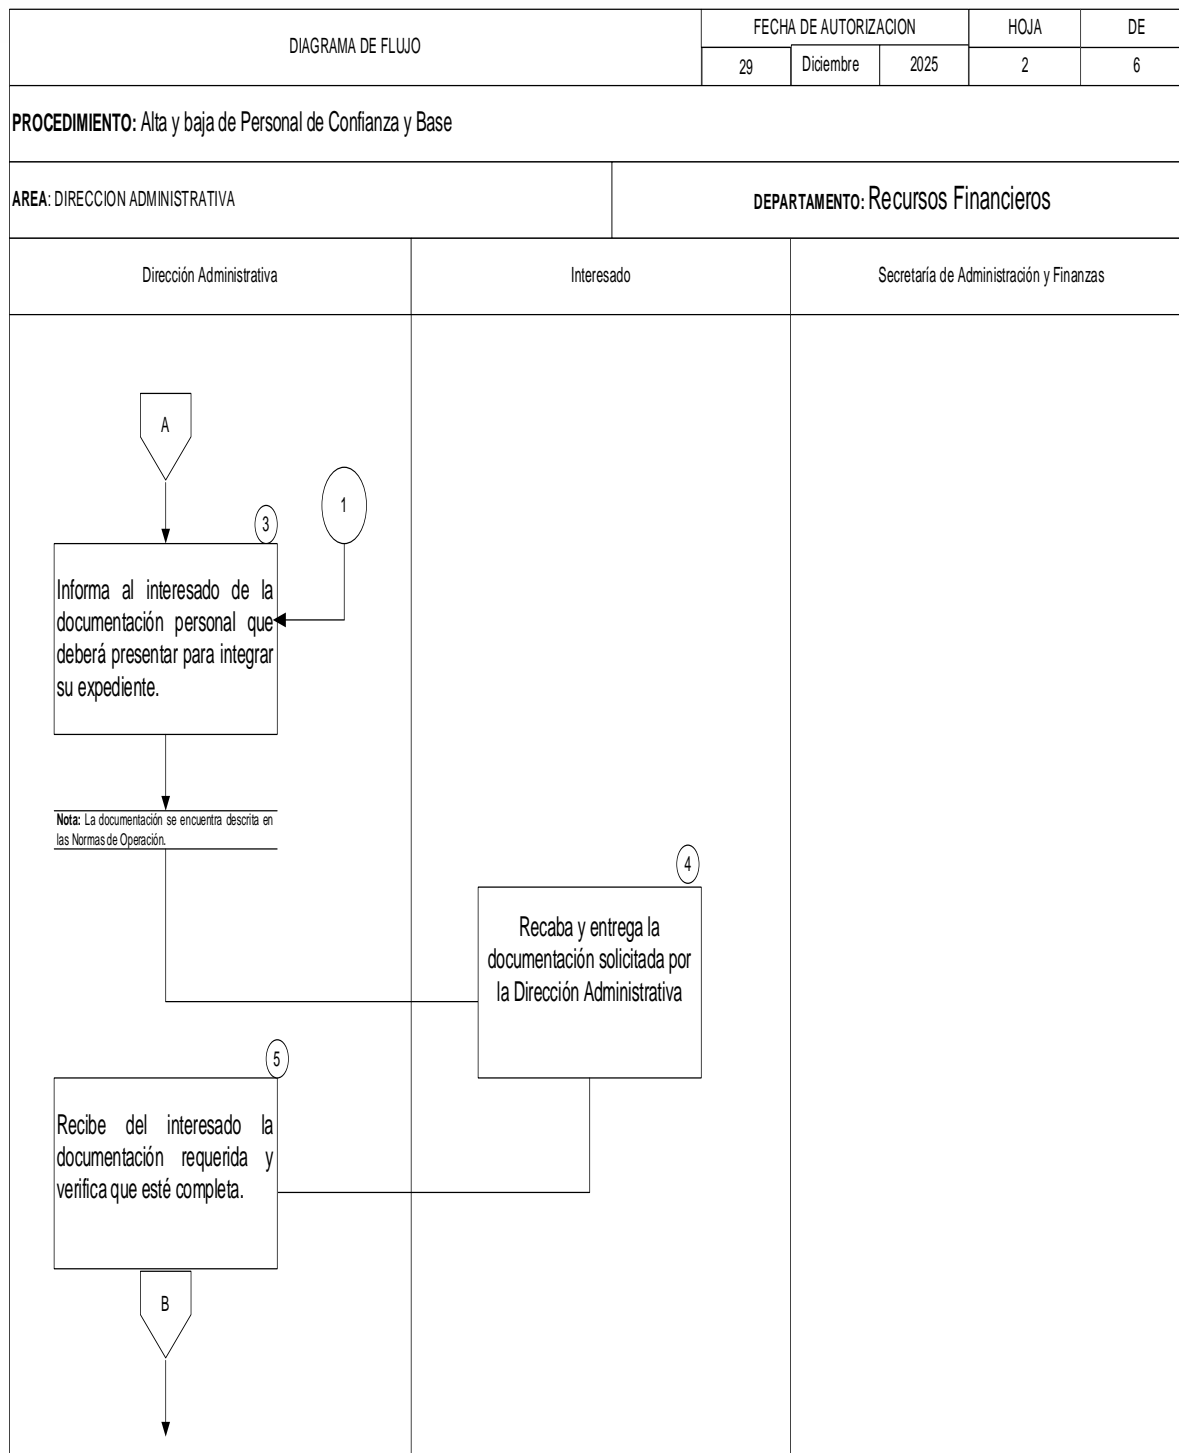 DIAGRAMA DE FLUJO
FECHA DE AUTORIZACION
HOJA
DE
29
Diciembre
2025
2
6
PROCEDIMIENTO: Alta y baja de Personal de Confianza y Base
AREA: DIRECCION ADMINISTRATIVA
DEPARTAMENTO: Recursos Financieros
Dirección Administrativa
Interesado
Secretaría de Administración y Finanzas
A
1
3
Informa al interesado de la
documentación personal que
deberá presentar para integrar
su expediente.
Nota: La documentación se encuentra descrita en
las Normas de Operación.
4
Recaba y entrega la
documentación solicitada por
la Dirección Administrativa
5
Recibe del interesado la
documentación requerida y
verifica que esté completa.
B